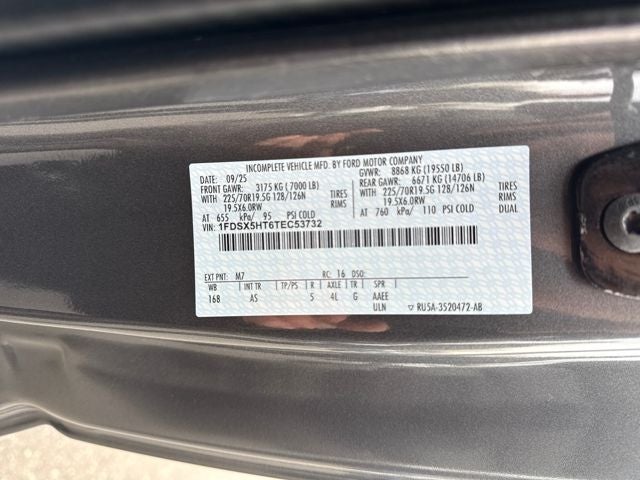 INCOMPLETE VEHICLE MFD. BY FORD MOTOR COMPANY
DATE: 09/25 GVWR: 8868 KG (19550 LB)
FRONT GAWR: 3175 KG (7000 LB) REAR GAWR: 6671 KG (14706 LB)
WITH 225/70R19.5G 128/126N TIRES WITH 225/70R19.5G 128/126N TIRES
19.5X6.0RW RIMS 19.5X6.0RW RIMS
AT 655 kPa/ 95 PSI COLD AT 760 kPa/ 110 PSI COLD DUAL
VIN: 1FDSX5HT6TEC53732
EXT PNT: M7 RC: 16 DSO:
WB INT TR TP/PS R AXLE TR SPR
168 AS 5 4L G AAEE
ULN ▽ RU5A-3520472-AB